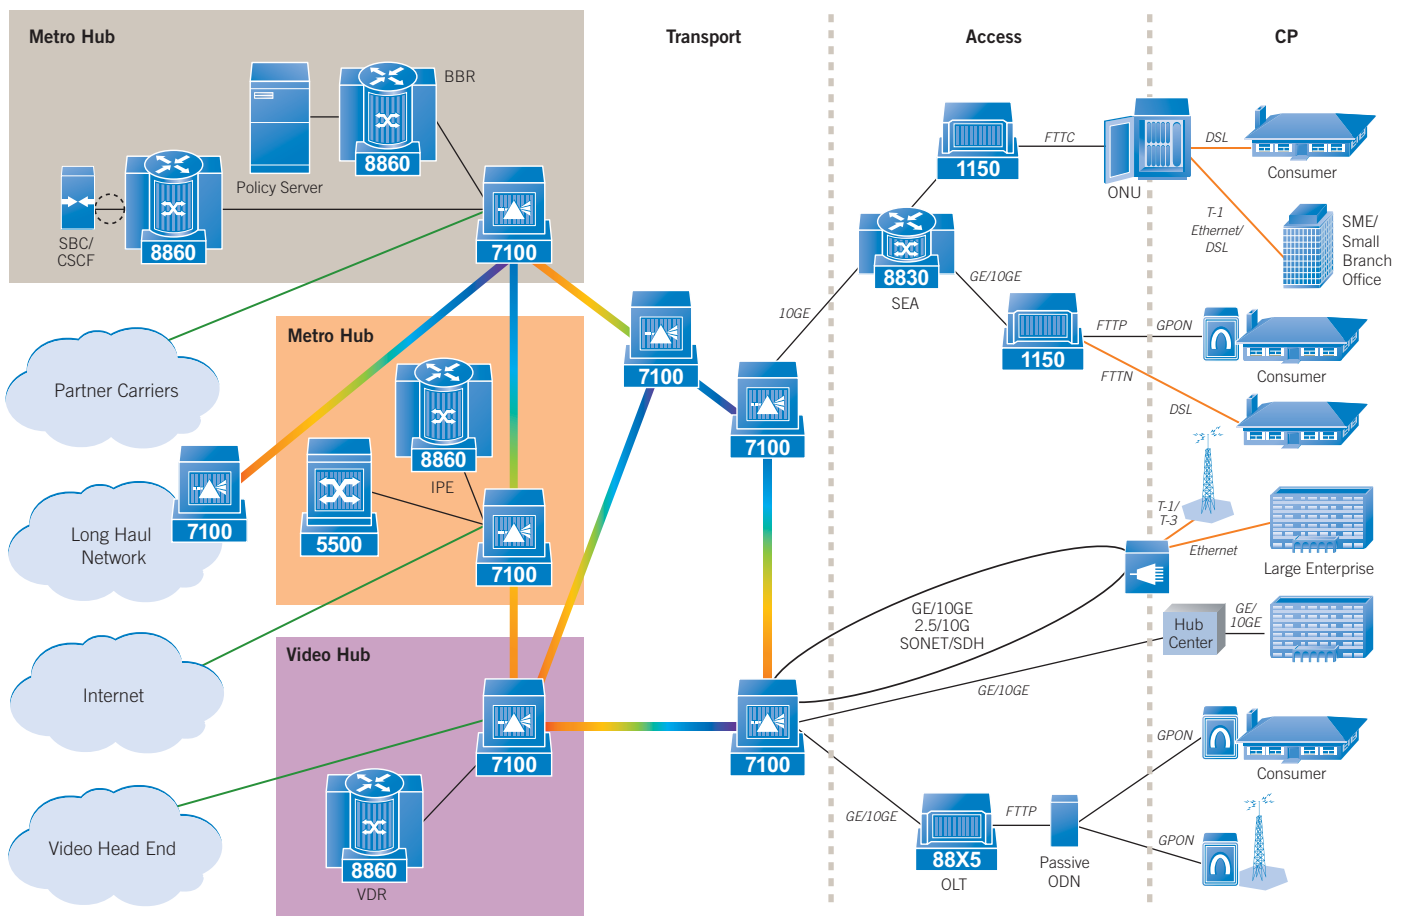 Metro Hub
Transport
Access
CP
BBR
8860
Policy Server
SBC/
CSCF
8860
7100
1150
FTTC
ONU
DSL
Consumer
T-1
Ethernet/
DSL
SME/
Small
Branch
Office
8830
SEA
GE/10GE
10GE
1150
FTTP
GPON
Consumer
FTTN
DSL
Partner Carriers
Metro Hub
7100
7100
8860
IPE
5500
7100
7100
Long Haul
Network
T-1/
T-3
Ethernet
Large Enterprise
GE/10GE
2.5/10G
SONET/SDH
Hub
Center
GE/
10GE
GE/10GE
Internet
Video Hub
7100
7100
8860
VDR
Video Head End
GE/10GE
88X5
OLT
FTTP
Passive
ODN
GPON
Consumer
GPON